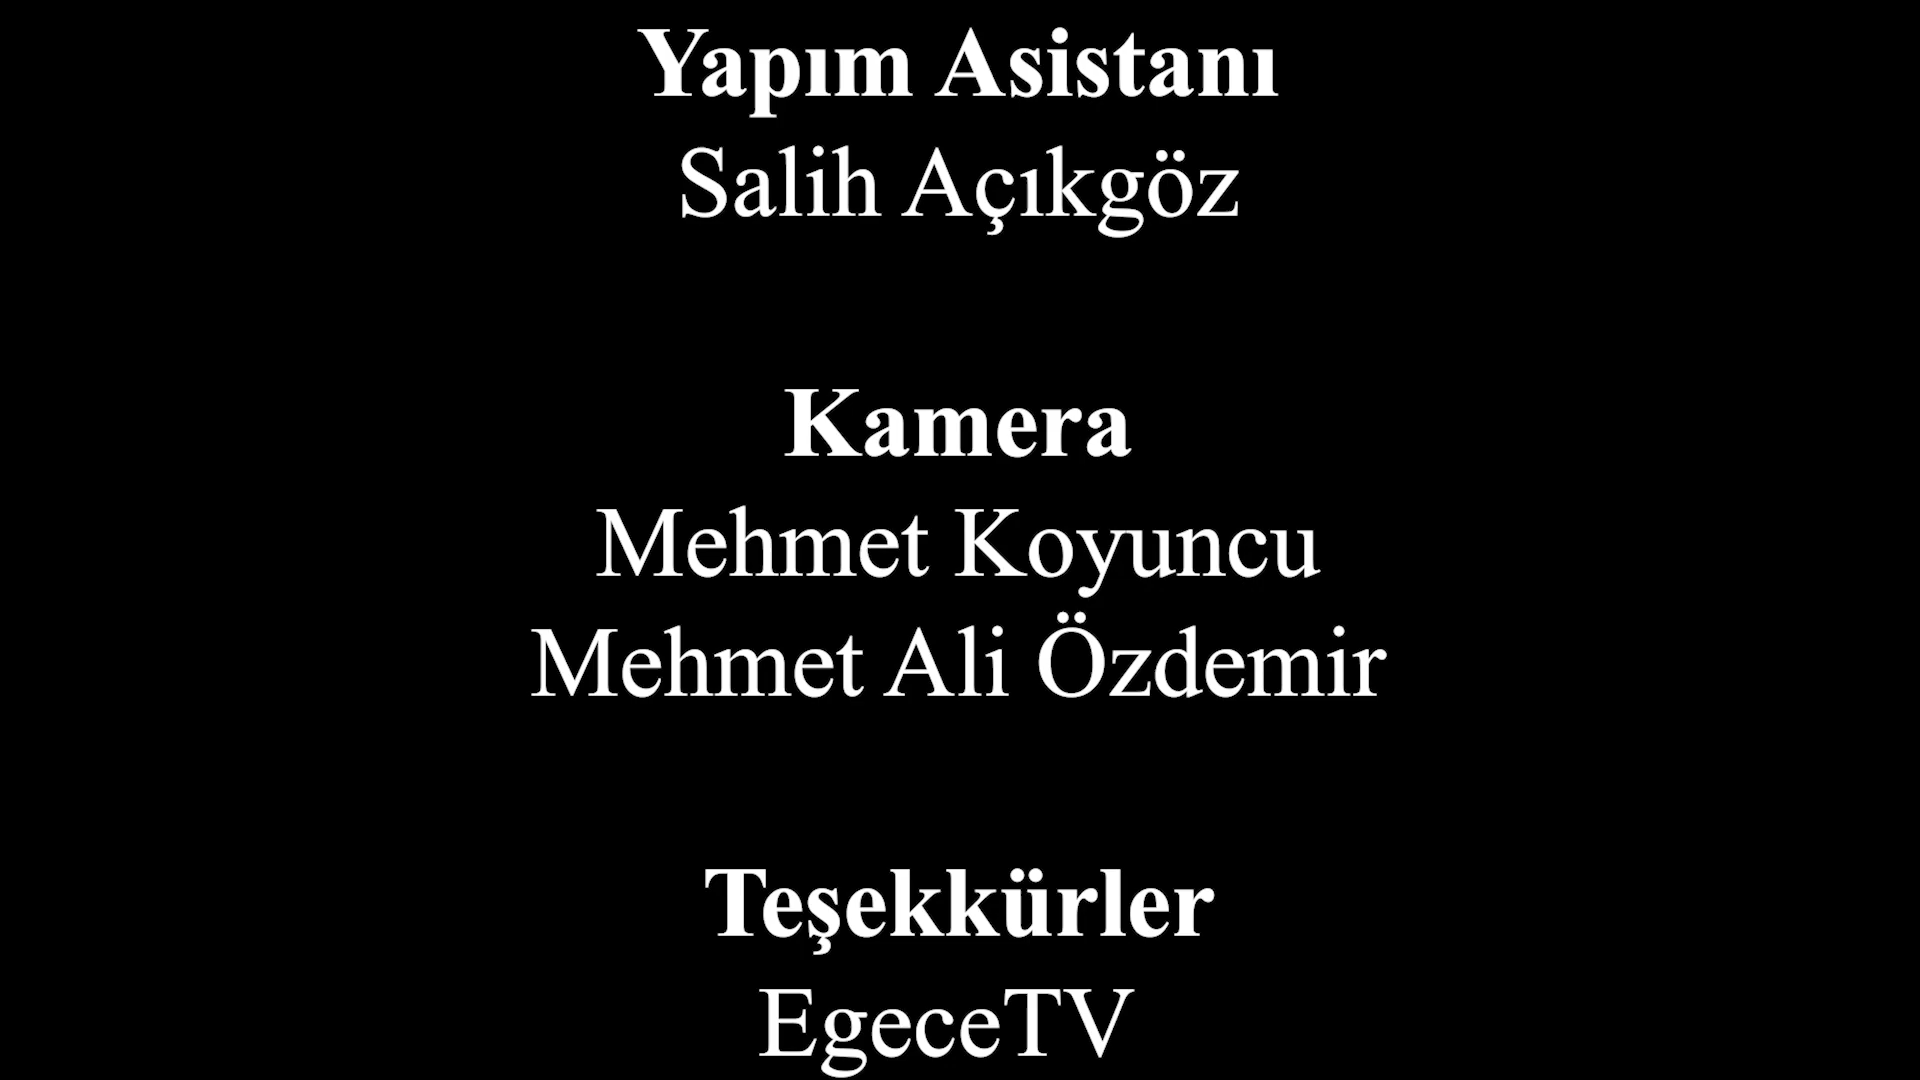 Yapım Asistanı
Salih Açıkgöz
Kamera
Mehmet Koyuncu
Mehmet Ali Özdemir
Teşekkürler
EgeceTV